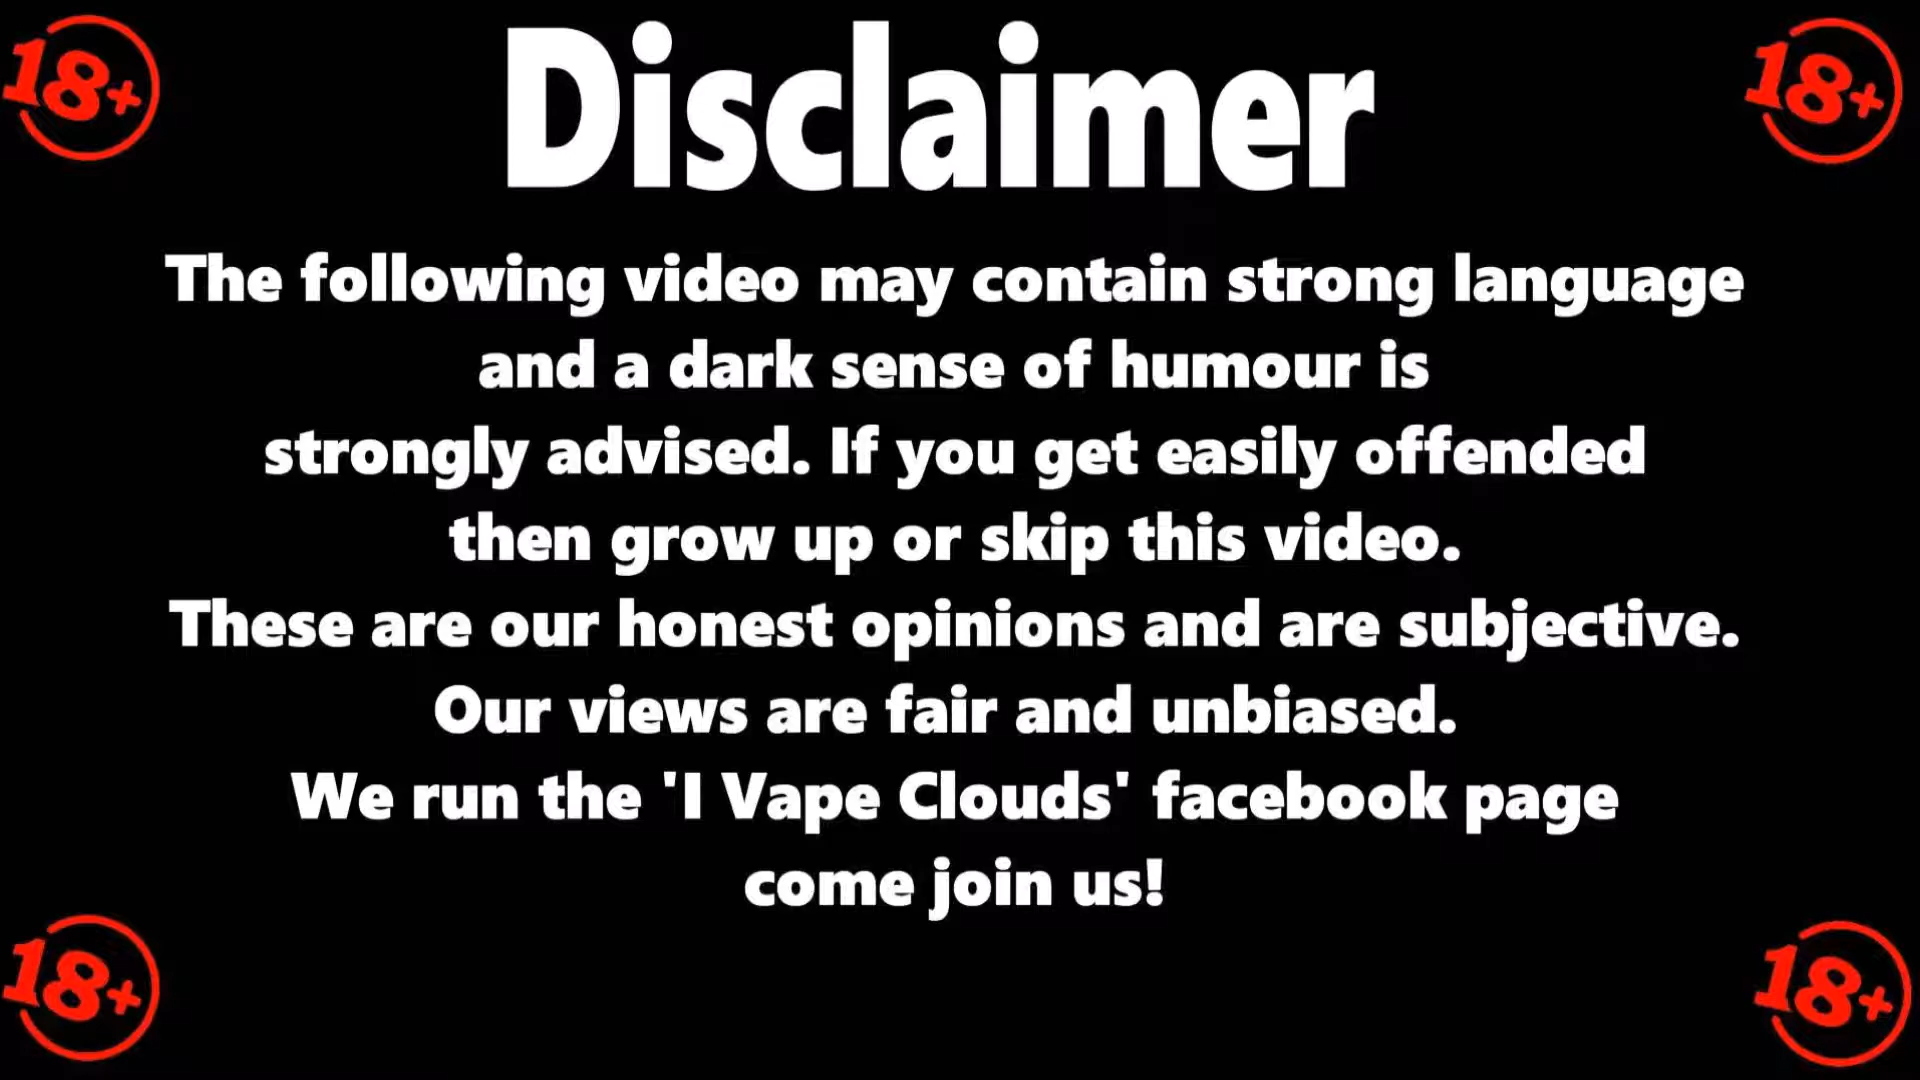 18+
Disclaimer
18+
The following video may contain strong language
and a dark sense of humour is
strongly advised. If you get easily offended
then grow up or skip this video.
These are our honest opinions and are subjective.
Our views are fair and unbiased.
We run the 'I Vape Clouds' facebook page
come join us!
18+
18+